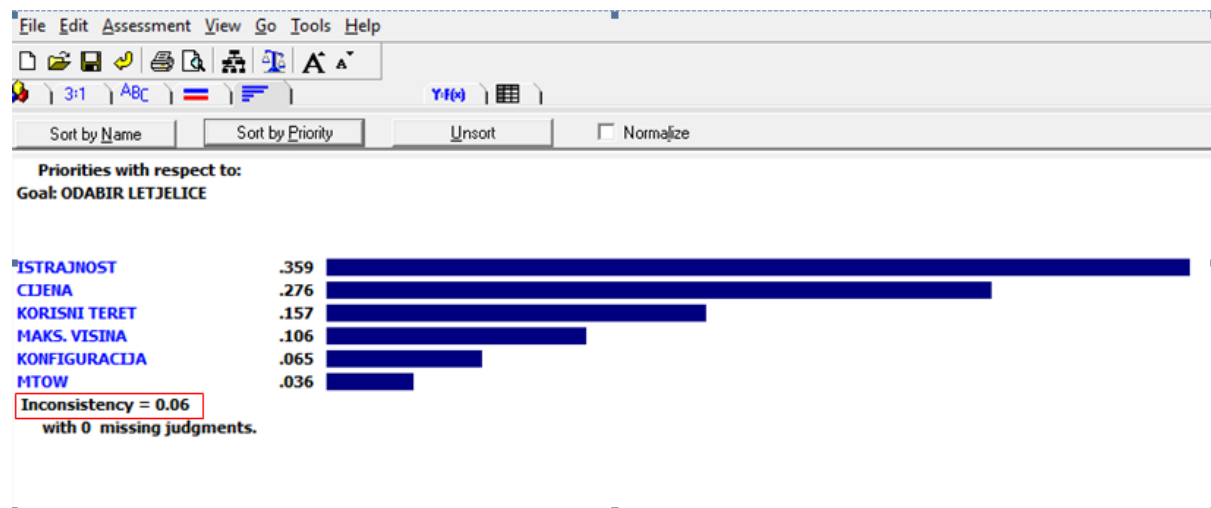 File Edit Assessment View Go Tools Help
A A
3:1 ABC Y=F(x)
Sort by Name Sort by Priority Unsort Normalize
Priorities with respect to:
Goal: ODABIR LETJELICE
ISTRAJNOST .359
CIJENA .276
KORISNI TERET .157
MAKS. VISINA .106
KONFIGURACIJA .065
MTOW .036
Inconsistency = 0.06
with 0 missing judgments.